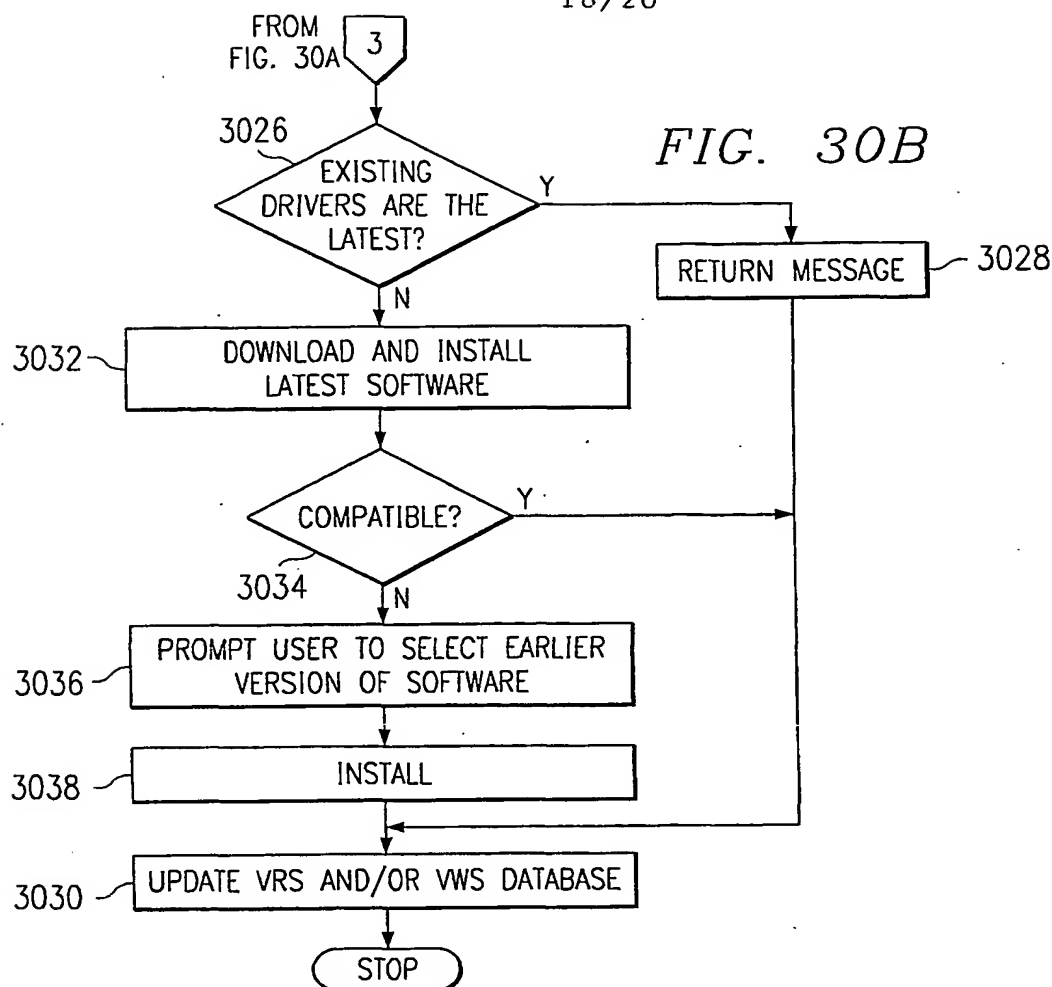 18/20
FROM
FIG. 30A
3
3026
FIG. 30B
EXISTING
DRIVERS ARE THE
LATEST?
Y
RETURN MESSAGE
3028
N
3032
DOWNLOAD AND INSTALL
LATEST SOFTWARE
COMPATIBLE?
Y
3034
N
PROMPT USER TO SELECT EARLIER
VERSION OF SOFTWARE
3036
INSTALL
3038
UPDATE VRS AND/OR VWS DATABASE
3030
STOP